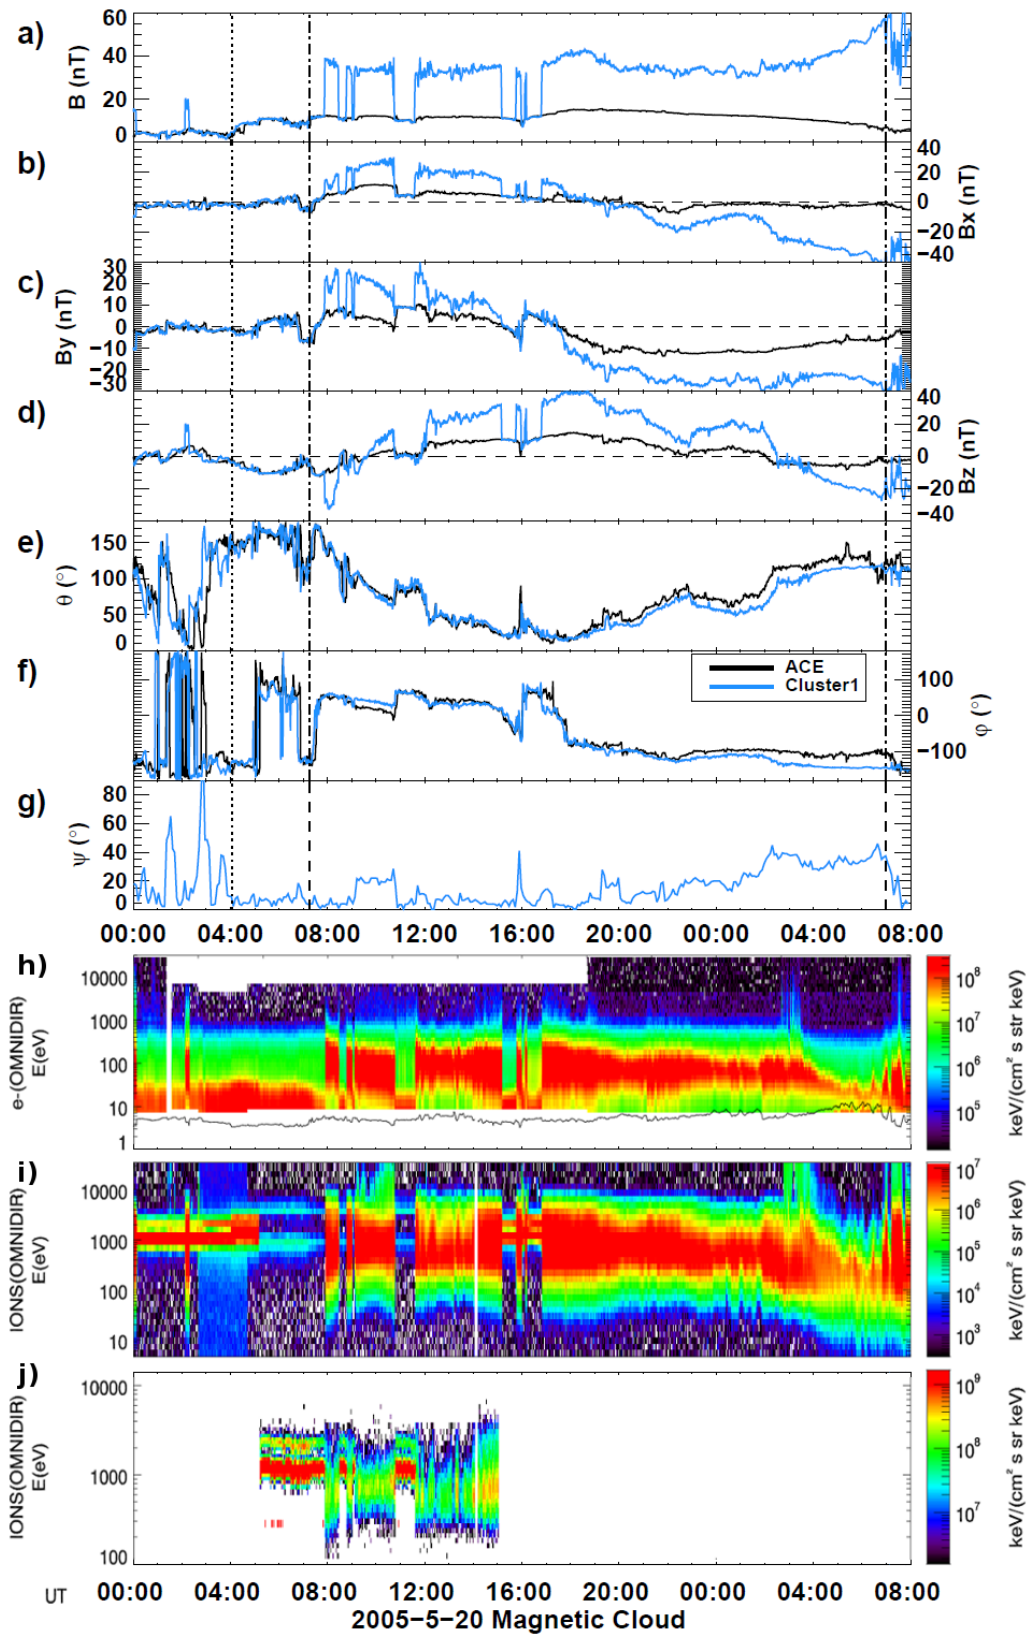 a)
B (nT)
60
40
20
0
b)
40
20
0
−20
−40
Bx (nT)
c)
By (nT)
30
20
10
0
−10
−20
−30
d)
40
20
0
−20
−40
Bz (nT)
e)
θ (°)
150
100
50
0
f)
ACE
Cluster1
100
0
−100
φ (°)
g)
ψ (°)
80
60
40
20
0
00:00 04:00 08:00 12:00 16:00 20:00 00:00 04:00 08:00
h)
e-(OMNIDIR)
E(eV)
10000
1000
100
10
1
10⁸
10⁷
10⁶
10⁵
keV/(cm² s str keV)
i)
IONS(OMNIDIR)
E(eV)
10000
1000
100
10
10⁷
10⁶
10⁵
10⁴
10³
keV/(cm² s sr keV)
j)
IONS(OMNIDIR)
E(eV)
10000
1000
100
10⁹
10⁸
10⁷
keV/(cm² s sr keV)
UT
00:00 04:00 08:00 12:00 16:00 20:00 00:00 04:00 08:00
2005−5−20 Magnetic Cloud